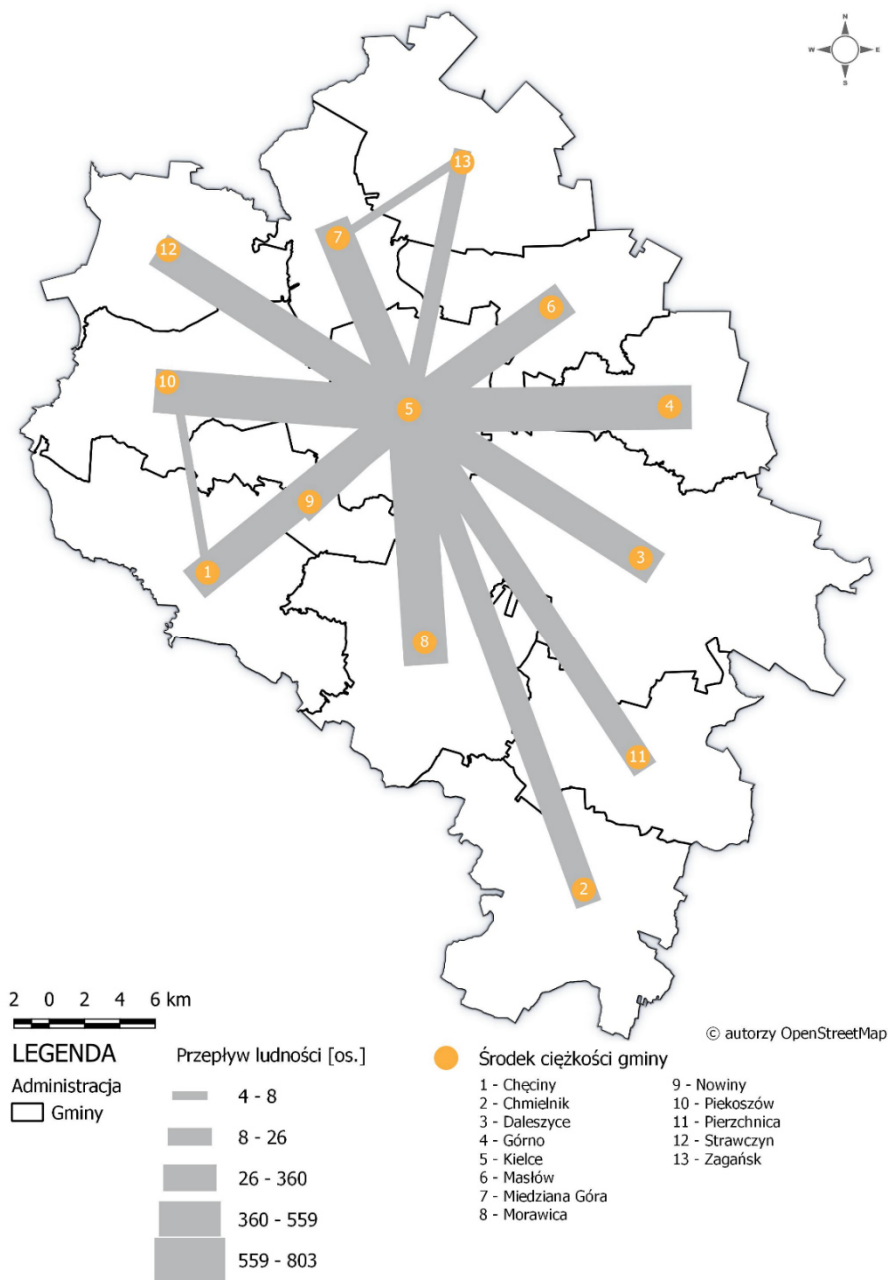 N
W E
S
13
12
7
6
10
5
4
9
3
1
8
11
2
2 0 2 4 6 km
© autorzy OpenStreetMap
LEGENDA
Administracja
Gminy
Przepływ ludności [os.]
4 - 8
8 - 26
26 - 360
360 - 559
559 - 803
Środek ciężkości gminy
1 - Chęciny
2 - Chmielnik
3 - Daleszyce
4 - Górno
5 - Kielce
6 - Masłów
7 - Miedziana Góra
8 - Morawica
9 - Nowiny
10 - Piekoszów
11 - Pierzchnica
12 - Strawczyn
13 - Zagańsk